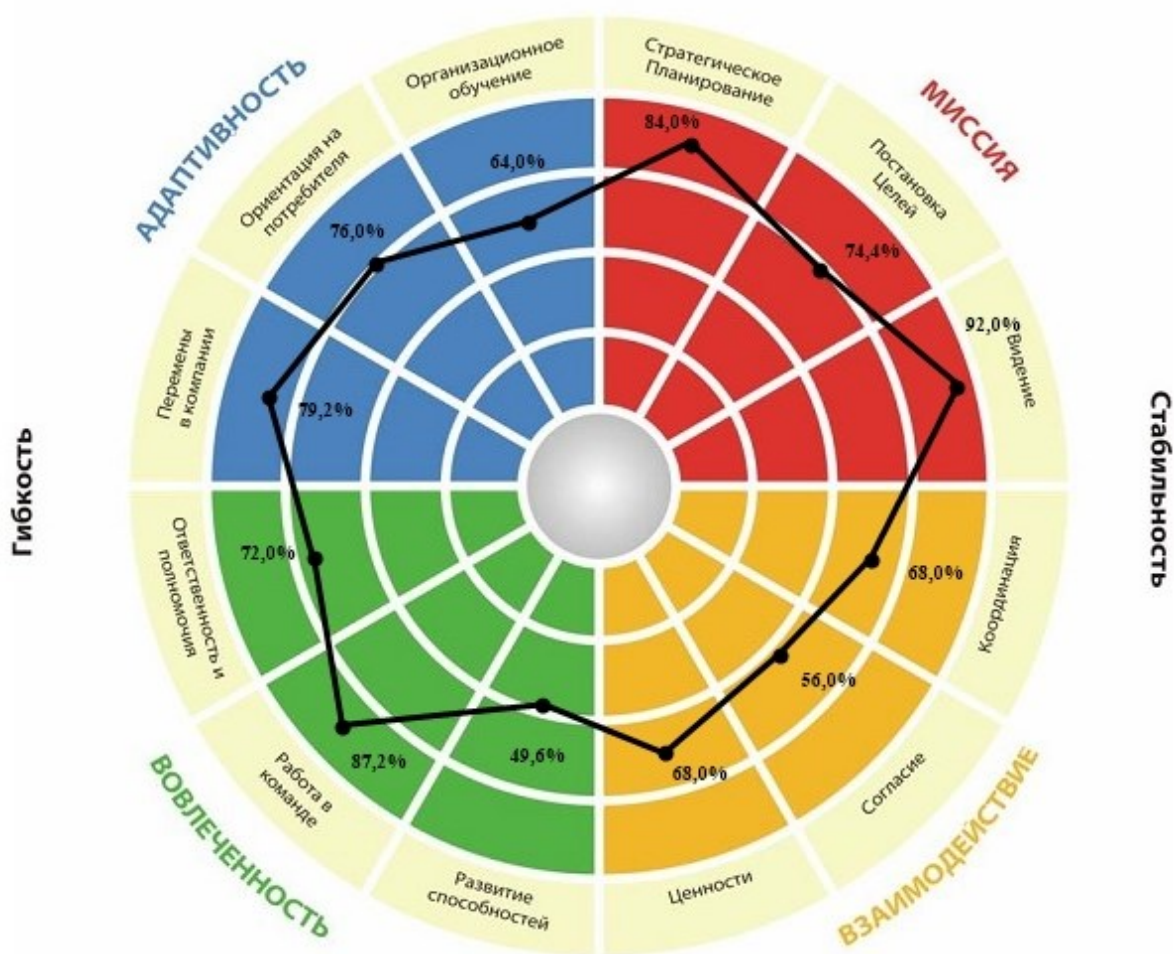 АДАПТИВНОСТЬ
Организационное
обучение
64,0%
Ориентация на
потребителя
76,0%
Перемены
в компании
79,2%
МИССИЯ
Стратегическое
Планирование
84,0%
Постановка
Целей
74,4%
92,0%
Видение
Гибкость
Стабильность
Ответственность и
полномочия
72,0%
Работа в
команде
87,2%
Развитие
способностей
49,6%
ВОВЛЕЧЕННОСТЬ
Координация
68,0%
Согласие
56,0%
Ценности
68,0%
ВЗАИМОДЕЙСТВИЕ